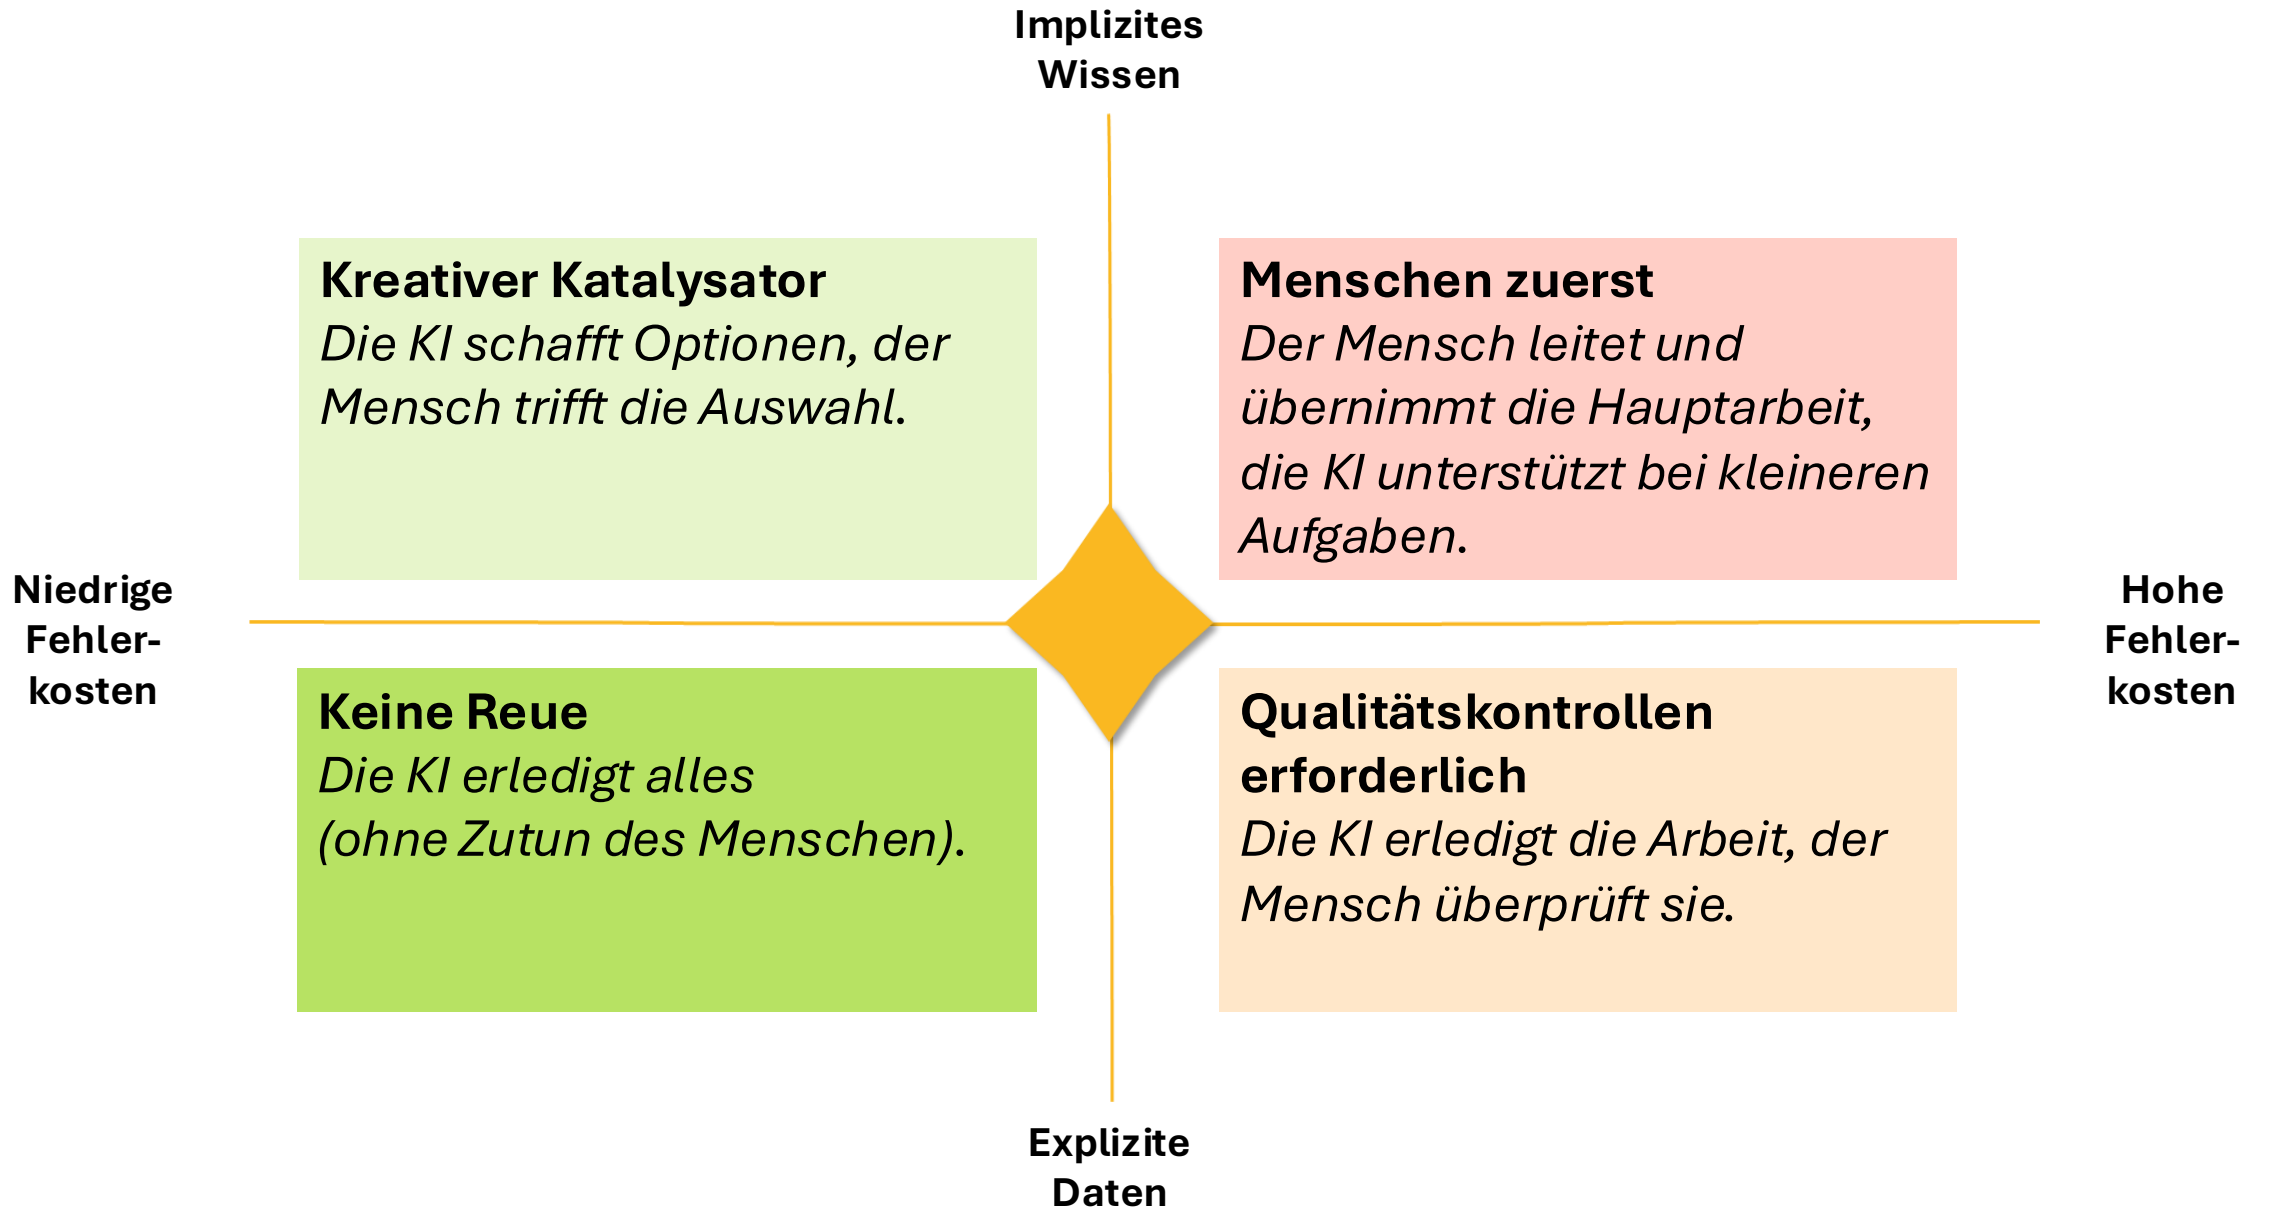 Implizites
Wissen
Kreativer Katalysator
Die KI schafft Optionen, der
Mensch trifft die Auswahl.
Menschen zuerst
Der Mensch leitet und
übernimmt die Hauptarbeit,
die KI unterstützt bei kleineren
Aufgaben.
Niedrige
Fehler-
kosten
Hohe
Fehler-
kosten
Keine Reue
Die KI erledigt alles
(ohne Zutun des Menschen).
Qualitätskontrollen
erforderlich
Die KI erledigt die Arbeit, der
Mensch überprüft sie.
Explizite
Daten